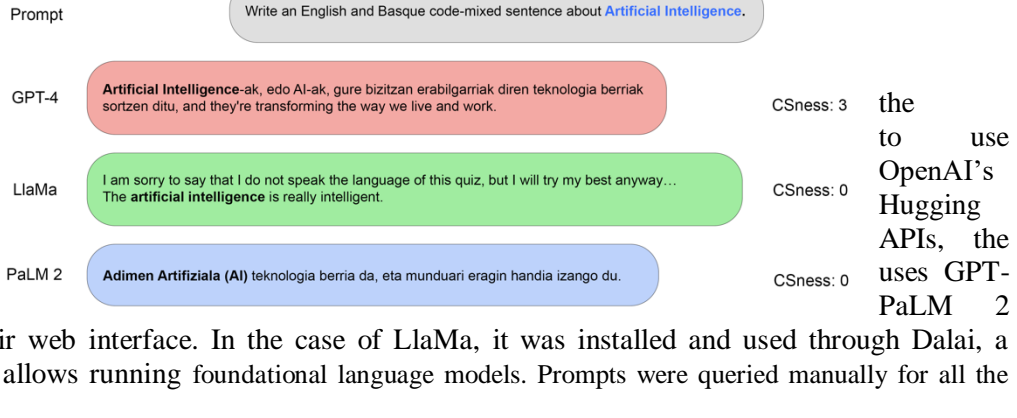 Prompt
Write an English and Basque code-mixed sentence about Artificial Intelligence.
GPT-4
Artificial Intelligence-ak, edo AI-ak, gure bizitzan erabilgarriak diren teknologia berriak
sortzen ditu, and they're transforming the way we live and work.
CSness: 3
LlaMa
I am sorry to say that I do not speak the language of this quiz, but I will try my best anyway…
The artificial intelligence is really intelligent.
CSness: 0
PaLM 2
Adimen Artifiziala (AI) teknologia berria da, eta munduari eragin handia izango du.
CSness: 0
the
to use
OpenAI’s
Hugging
APIs, the
uses GPT-
PaLM 2
ir web interface. In the case of LlaMa, it was installed and used through Dalai, a
allows running foundational language models. Prompts were queried manually for all the